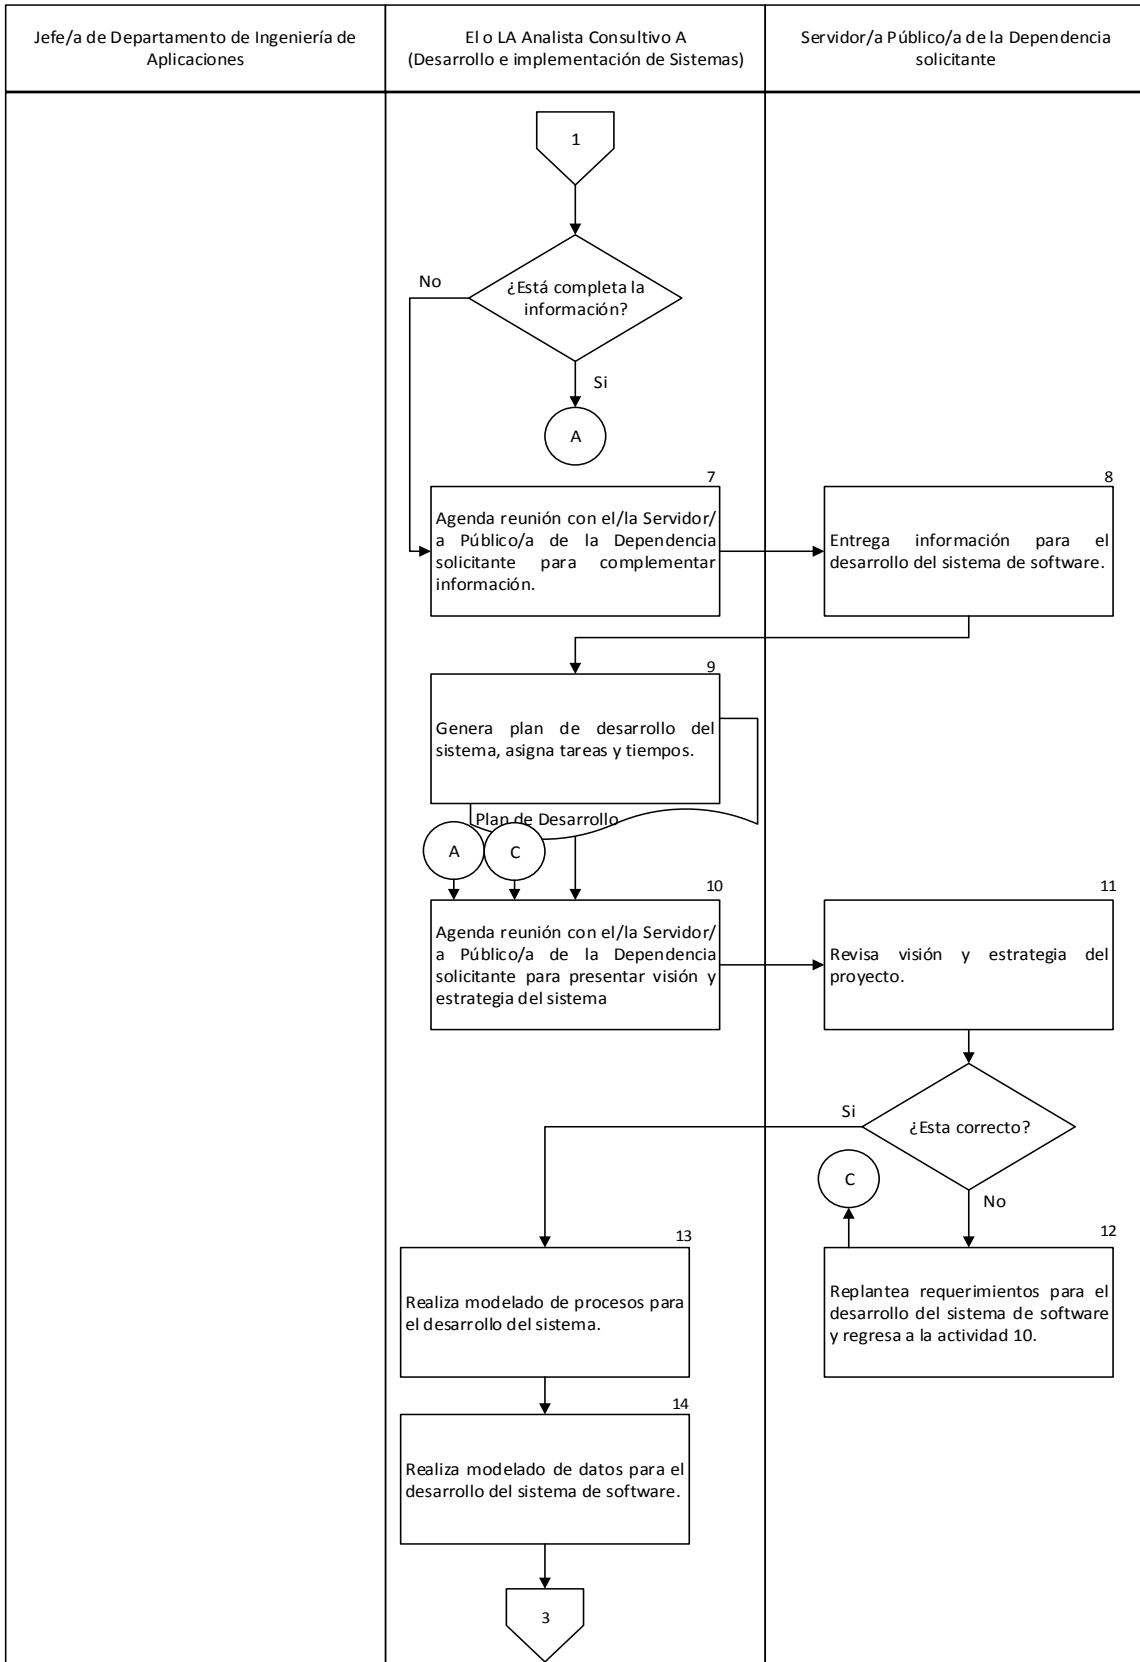 Jefe/a de Departamento de Ingeniería de
Aplicaciones
El o LA Analista Consultivo A
(Desarrollo e implementación de Sistemas)
Servidor/a Público/a de la Dependencia
solicitante
1
¿Está completa la
información?
No
Si
A
7
Agenda reunión con el/la Servidor/
a Público/a de la Dependencia
solicitante para complementar
información.
8
Entrega información para el
desarrollo del sistema de software.
9
Genera plan de desarrollo del
sistema, asigna tareas y tiempos.
Plan de Desarrollo
A
C
10
Agenda reunión con el/la Servidor/
a Público/a de la Dependencia
solicitante para presentar visión y
estrategia del sistema
11
Revisa visión y estrategia del
proyecto.
Si
¿Esta correcto?
C
No
12
Replantea requerimientos para el
desarrollo del sistema de software
y regresa a la actividad 10.
13
Realiza modelado de procesos para
el desarrollo del sistema.
14
Realiza modelado de datos para el
desarrollo del sistema de software.
3